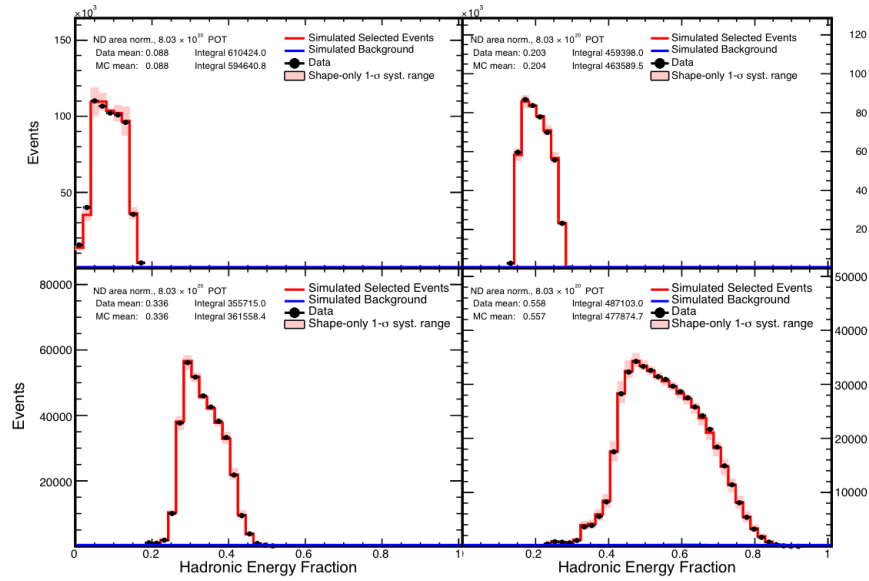 ×10³
ND area norm., 8.03 × 10²⁰ POT
Data mean: 0.088 Integral 610424.0
MC mean: 0.088 Integral 594640.8
Simulated Selected Events
Simulated Background
Data
Shape-only 1-σ syst. range
150
100
50
Events
×10³
ND area norm., 8.03 × 10²⁰ POT
Data mean: 0.203 Integral 459398.0
MC mean: 0.204 Integral 463589.5
Simulated Selected Events
Simulated Background
Data
Shape-only 1-σ syst. range
120
100
80
60
40
20
ND area norm., 8.03 × 10²⁰ POT
Data mean: 0.336 Integral 355715.0
MC mean: 0.336 Integral 361558.4
Simulated Selected Events
Simulated Background
Data
Shape-only 1-σ syst. range
80000
60000
40000
20000
Events
0 0.2 0.4 0.6 0.8 1
Hadronic Energy Fraction
ND area norm., 8.03 × 10²⁰ POT
Data mean: 0.558 Integral 487103.0
MC mean: 0.557 Integral 477874.7
Simulated Selected Events
Simulated Background
Data
Shape-only 1-σ syst. range
50000
40000
30000
20000
10000
0.2 0.4 0.6 0.8 1
Hadronic Energy Fraction